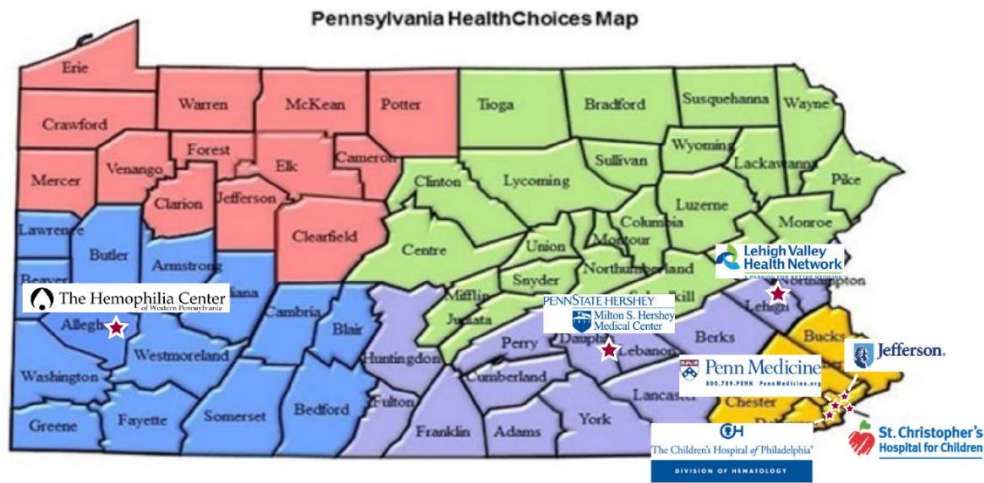 Pennsylvania HealthChoices Map
Erie
Warren
McKean
Potter
Tioga
Bradford
Susquehanna
Wayne
Crawford
Forest
Elk
Cameron
Sullivan
Wyoming
Lackawanna
Mercer
Venango
Clinton
Lycoming
Pike
Clarion
Jefferson
Luzerne
Columbia
Monroe
Lawrence
Clearfield
Centre
Union
Montour
Butler
Armstrong
Snyder
Northumberland
Lehigh Valley
Health Network
Beaver
Northampton
The Hemophilia Center
of Western Pennsylvania
Mifflin
PENNSTATE HERSHEY
Milton S. Hershey
Medical Center
Lehigh
Cambria
Blair
Juniata
Perry
Berks
Bucks
Westmoreland
Huntingdon
Lebanon
Jefferson.
Washington
Cumberland
Penn Medicine
800.789.PENN PennMedicine.org
Lancaster
Chester
Greene
Fayette
Somerset
Bedford
Fulton
Franklin
Adams
York
CH
The Children's Hospital of Philadelphia®
DIVISION OF HEMATOLOGY
St. Christopher's
Hospital for Children